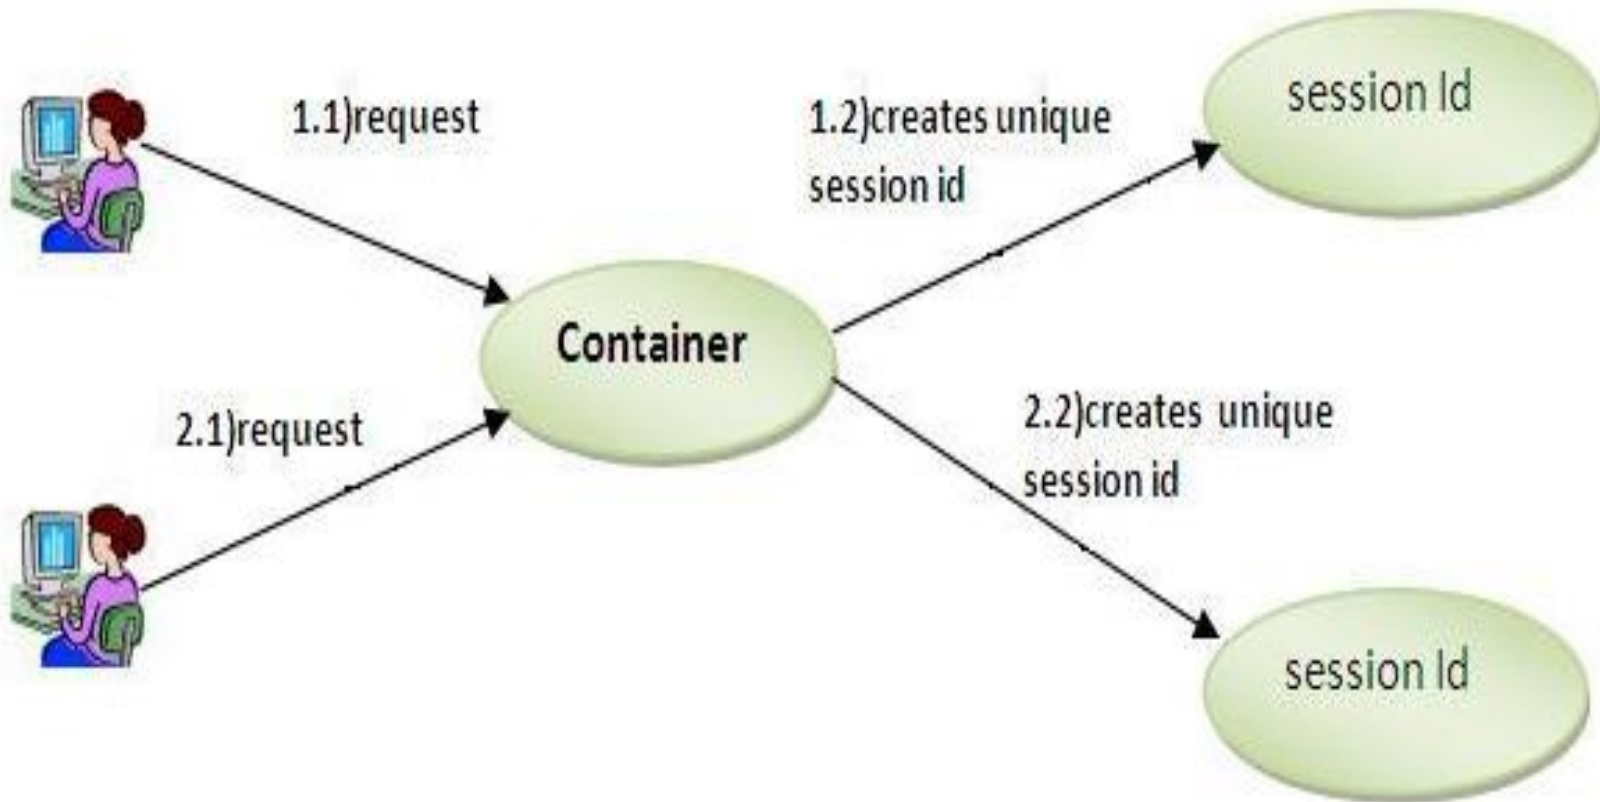 1.1)request
1.2)creates unique
session id
session Id
Container
2.1)request
2.2)creates unique
session id
session Id